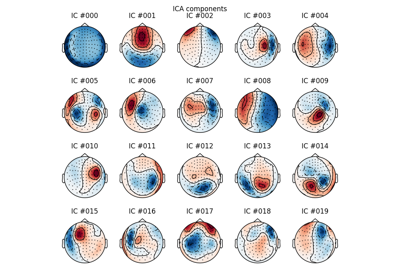 ICA components
IC #000 IC #001 IC #002 IC #003 IC #004
IC #005 IC #006 IC #007 IC #008 IC #009
IC #010 IC #011 IC #012 IC #013 IC #014
IC #015 IC #016 IC #017 IC #018 IC #019